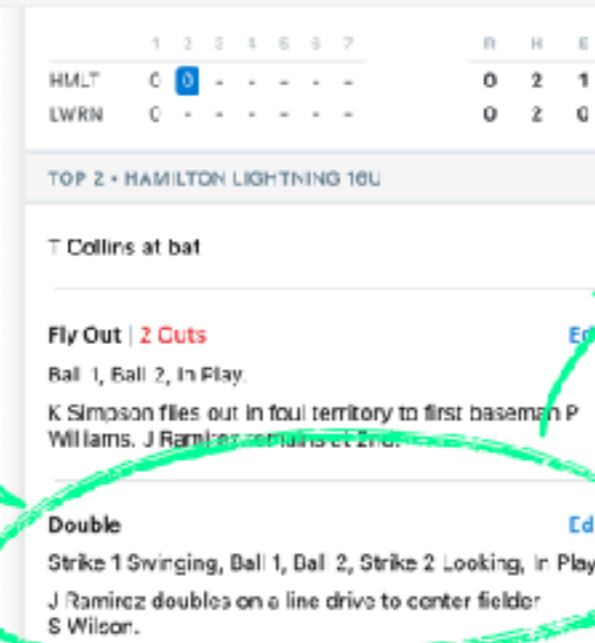 1 2 3 4 5 6 7 R H E
HMLT 0 0 - - - - - 0 2 1
LWRN 0 - - - - - - 0 2 0
TOP 2 • HAMILTON LIGHTNING 16U
T Collins at bat
Fly Out | 2 Outs Ed
Ball 1, Ball 2, In Play.
K Simpson flies out in foul territory to first baseman P
Williams. J Ramirez remains at 2nd.
Double Ed
Strike 1 Swinging, Ball 1, Ball 2, Strike 2 Looking, In Play
J Ramirez doubles on a line drive to center fielder
S Wilson.